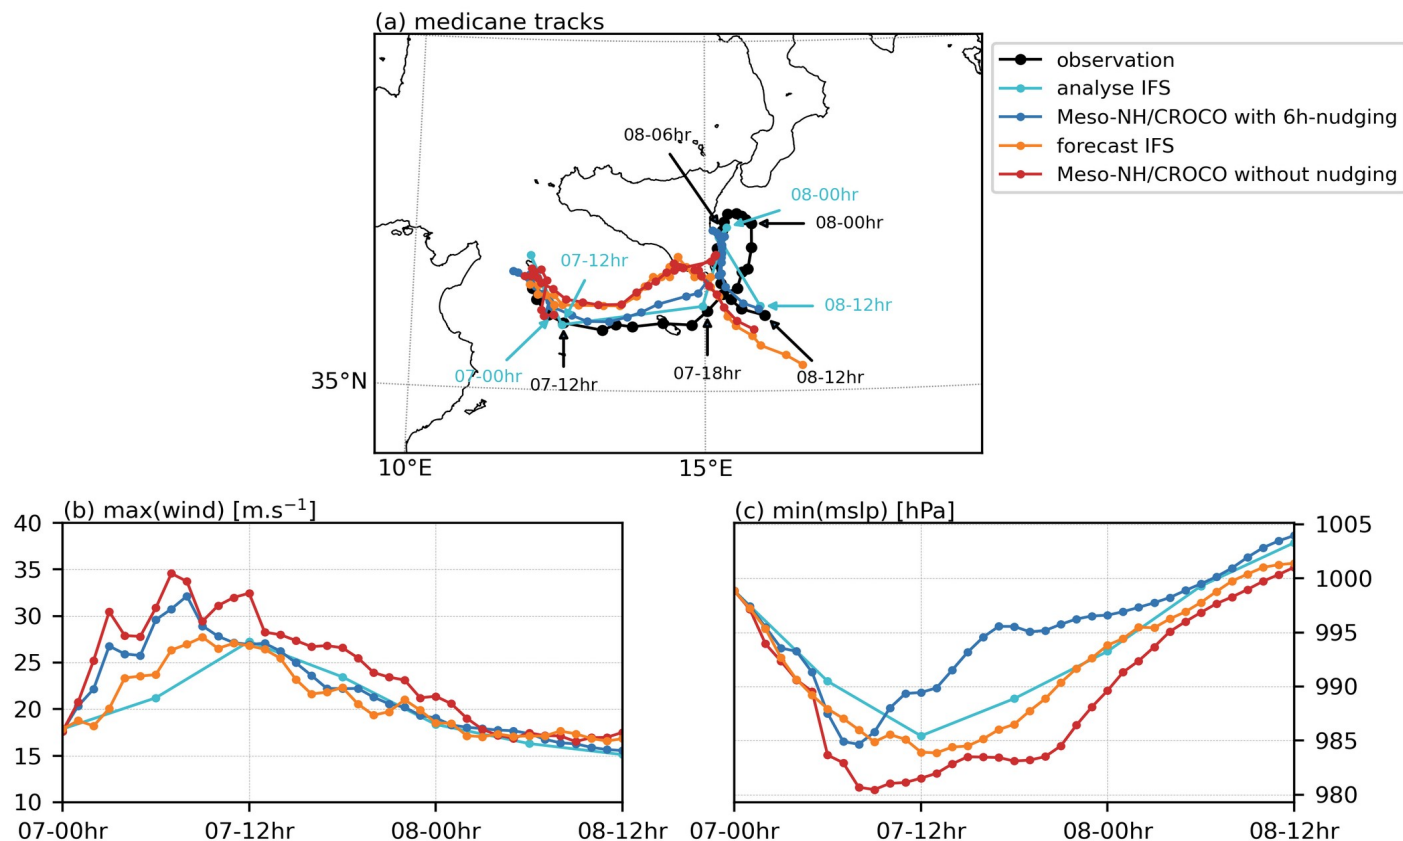 (a) medicane tracks
observation
analyse IFS
Meso-NH/CROCO with 6h-nudging
forecast IFS
Meso-NH/CROCO without nudging
08-06hr
08-00hr
08-00hr
07-12hr
08-12hr
07-00hr
07-12hr
07-18hr
08-12hr
35°N
10°E
15°E
(b) max(wind) [m.s⁻¹]
40
35
30
25
20
15
10
07-00hr
07-12hr
08-00hr
08-12hr
(c) min(mslp) [hPa]
1005
1000
995
990
985
980
07-00hr
07-12hr
08-00hr
08-12hr